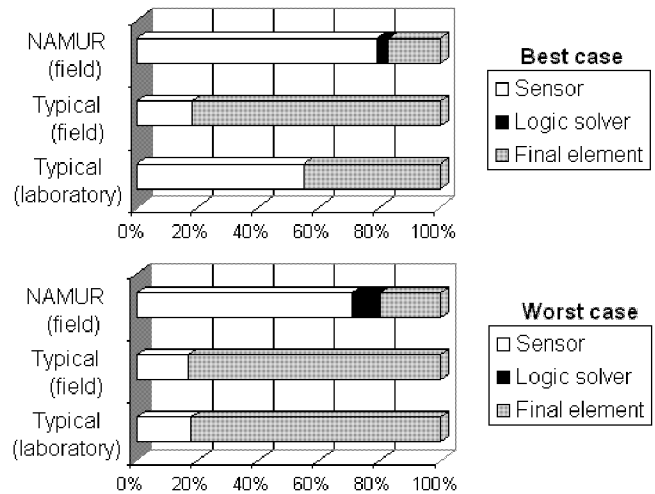 NAMUR
(field)
Typical
(field)
Typical
(laboratory)
0% 20% 40% 60% 80% 100%
Best case
Sensor
Logic solver
Final element
NAMUR
(field)
Typical
(field)
Typical
(laboratory)
0% 20% 40% 60% 80% 100%
Worst case
Sensor
Logic solver
Final element